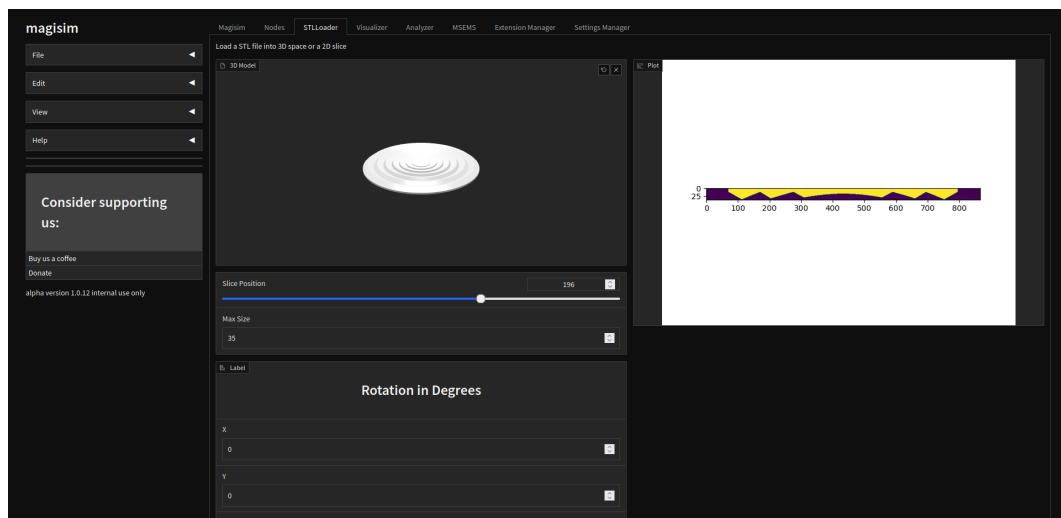 magisim
File
Edit
View
Help
Consider supporting
us:
Buy us a coffee
Donate
alpha version 1.0.12 internal use only
Magisim Nodes STLLoader Visualizer Analyzer MSEMS Extension Manager Settings Manager
Load a STL file into 3D space or a 2D slice
3D Model
Slice Position 196
Max Size
35
Label
Rotation in Degrees
X
0
Y
0
Plot
0
25
0 100 200 300 400 500 600 700 800